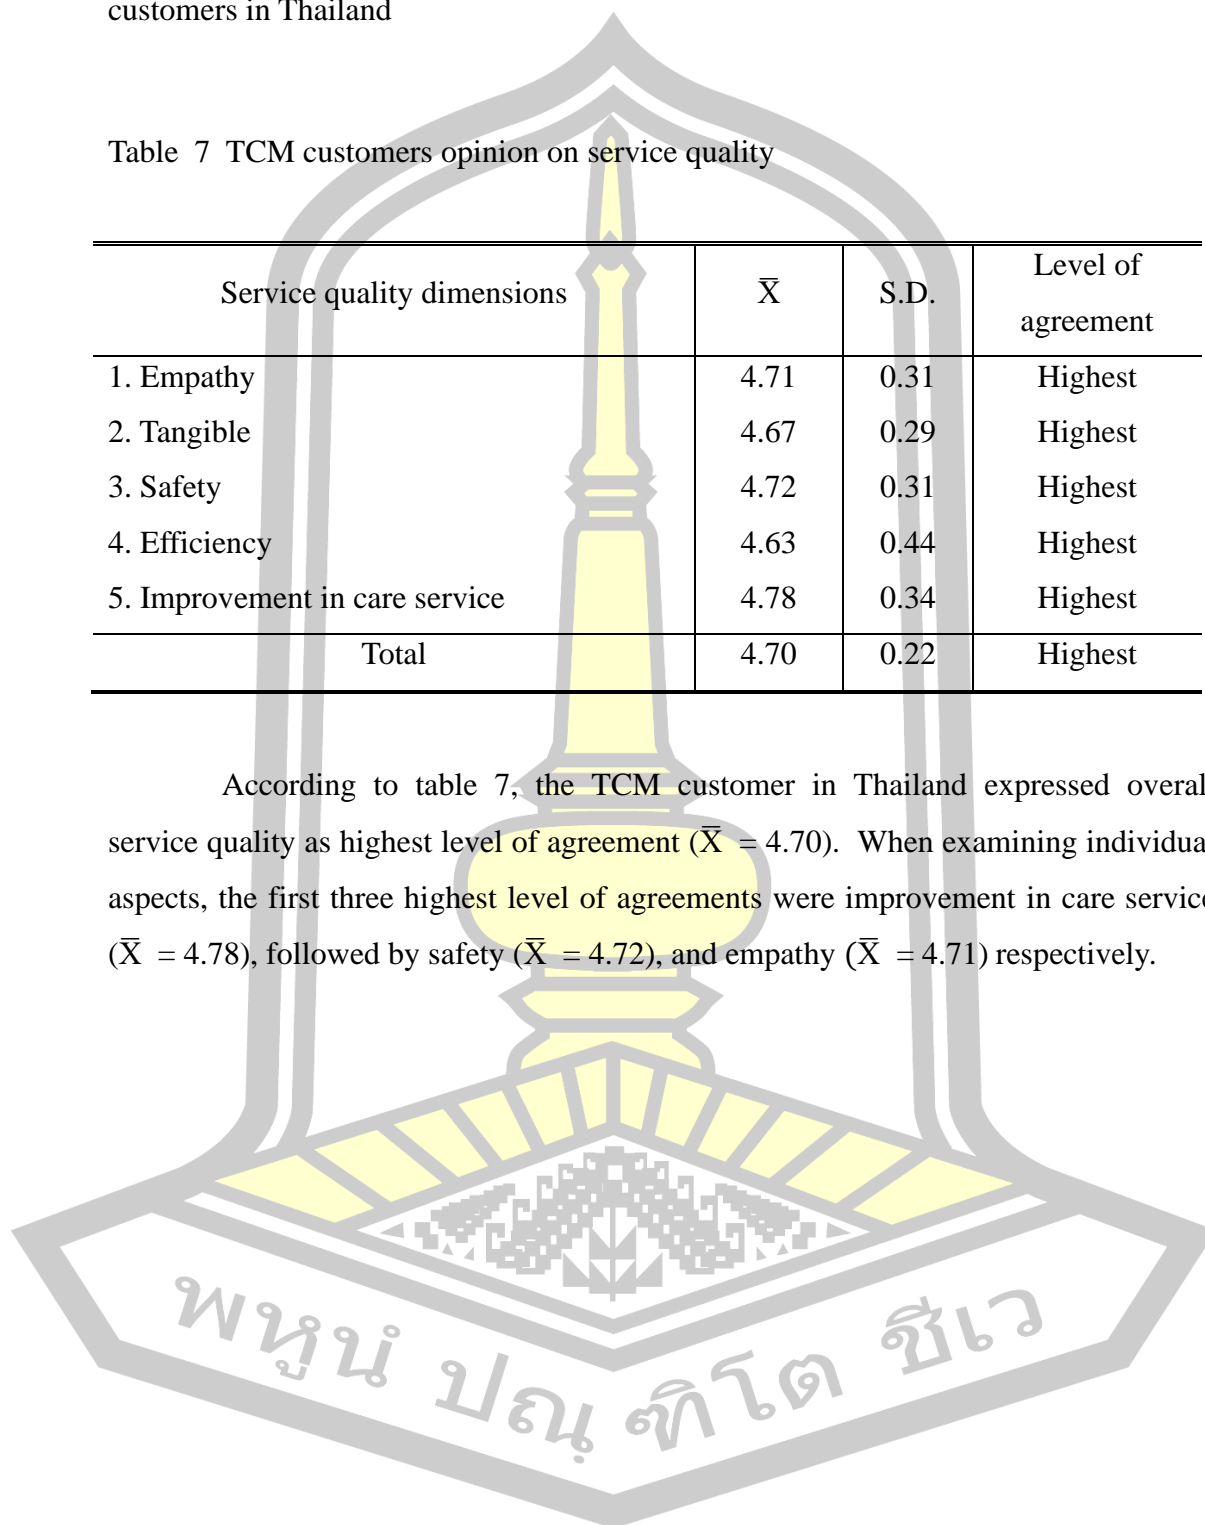 customers in Thailand
Table 7 TCM customers opinion on service quality
Service quality dimensions X̅ S.D. Level of agreement
1. Empathy 4.71 0.31 Highest
2. Tangible 4.67 0.29 Highest
3. Safety 4.72 0.31 Highest
4. Efficiency 4.63 0.44 Highest
5. Improvement in care service 4.78 0.34 Highest
Total 4.70 0.22 Highest
According to table 7, the TCM customer in Thailand expressed overal
service quality as highest level of agreement (X̅ = 4.70). When examining individua
aspects, the first three highest level of agreements were improvement in care service
(X̅ = 4.78), followed by safety (X̅ = 4.72), and empathy (X̅ = 4.71) respectively.
พหูนํ ปณฺฑิโต ชีเว